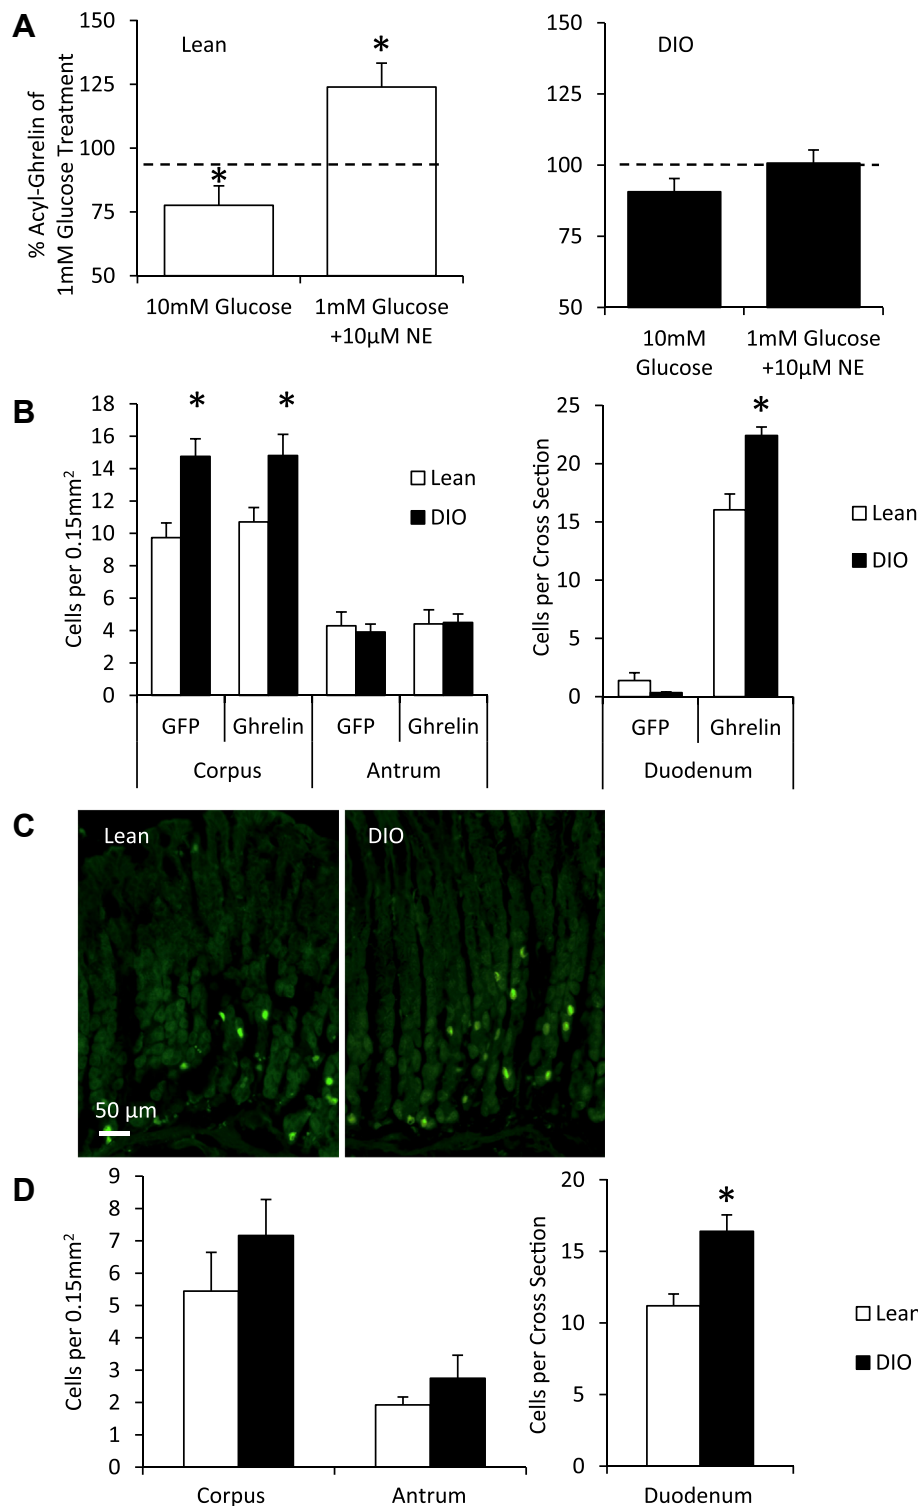 A
% Acyl-Ghrelin of
1mM Glucose Treatment
150
125
100
75
50
Lean
*
*
10mM Glucose
1mM Glucose
+10µM NE
150
125
100
75
50
DIO
10mM
Glucose
1mM Glucose
+10µM NE
B
Cells per 0.15mm²
18
16
14
12
10
8
6
4
2
0
*
*
Lean
DIO
GFP
Ghrelin
GFP
Ghrelin
Corpus
Antrum
Cells per Cross Section
25
20
15
10
5
0
*
Lean
DIO
GFP
Ghrelin
Duodenum
C
Lean
50 µm
DIO
D
Cells per 0.15mm²
9
8
7
6
5
4
3
2
1
0
Corpus
Antrum
Cells per Cross Section
20
15
10
5
0
*
Lean
DIO
Duodenum